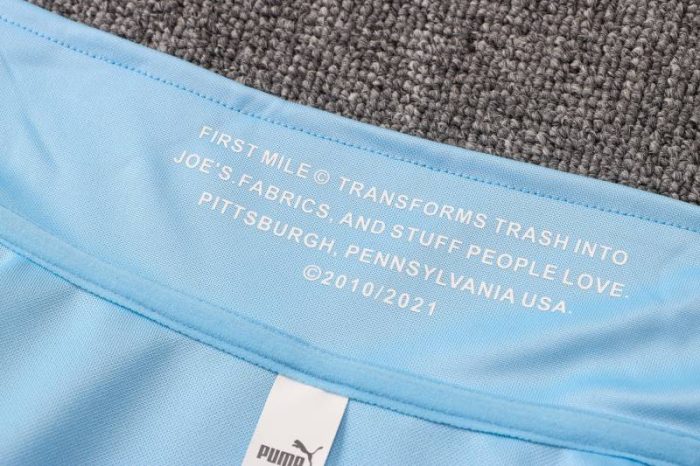 FIRST MILE© TRANSFORMS TRASH INTO
JOE'S.FABRICS, AND STUFF PEOPLE LOVE.
PITTSBURGH, PENNSYLVANIA USA.
©2010/2021
PUMA